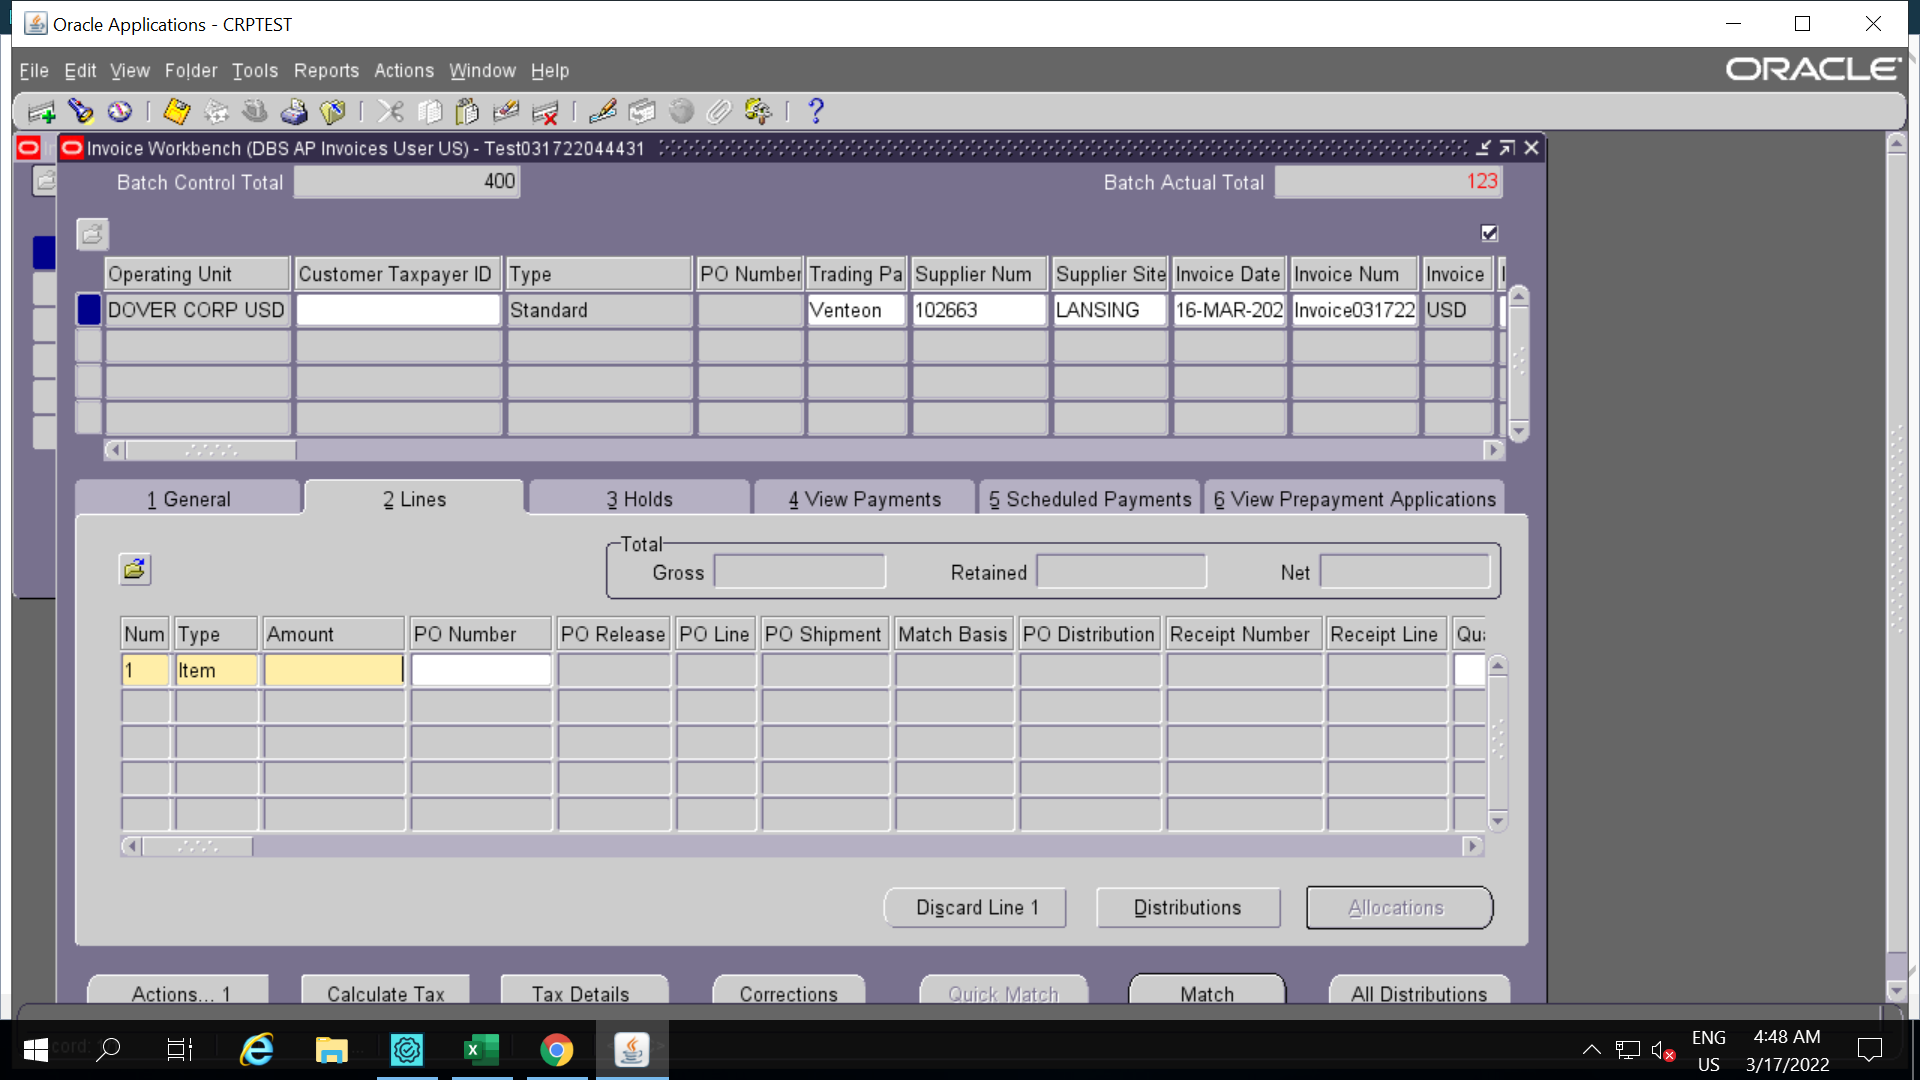 Oracle Applications - CRPTEST
File Edit View Folder Tools Reports Actions Window Help
ORACLE
Invoice Workbench (DBS AP Invoices User US) - Test031722044431
Batch Control Total 400 Batch Actual Total 123
Operating Unit Customer Taxpayer ID Type PO Number Trading Pa Supplier Num Supplier Site Invoice Date Invoice Num Invoice
DOVER CORP USD Standard Venteon 102663 LANSING 16-MAR-202 Invoice031722 USD
1 General 2 Lines 3 Holds 4 View Payments 5 Scheduled Payments 6 View Prepayment Applications
Total
Gross Retained Net
Num Type Amount PO Number PO Release PO Line PO Shipment Match Basis PO Distribution Receipt Number Receipt Line Qua
1 Item
Discard Line 1 Distributions Allocations
Actions... 1 Calculate Tax Tax Details Corrections Quick Match Match All Distributions
ENG 4:48 AM
US 3/17/2022